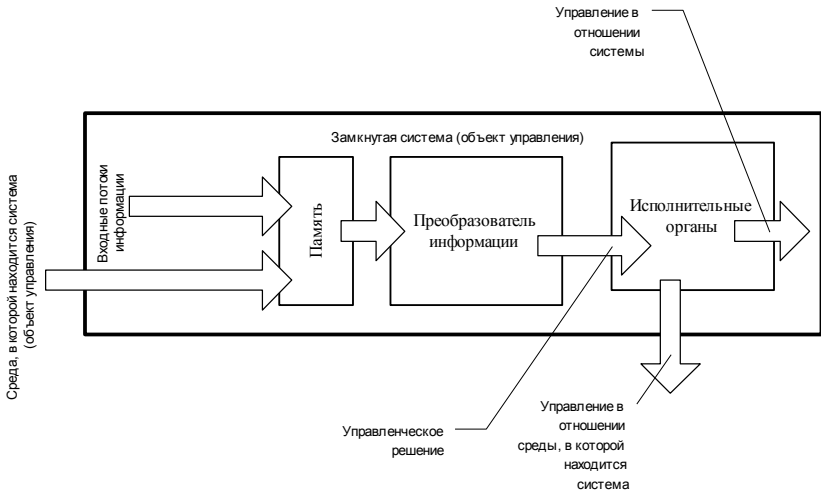 Управление в
отношении
системы
Замкнутая система (объект управления)
Среда, в которой находится система
(объект управления)
Входные потоки
информации
Память
Преобразователь
информации
Исполнительные
органы
Управленческое
решение
Управление в
отношении
среды, в которой
находится
система